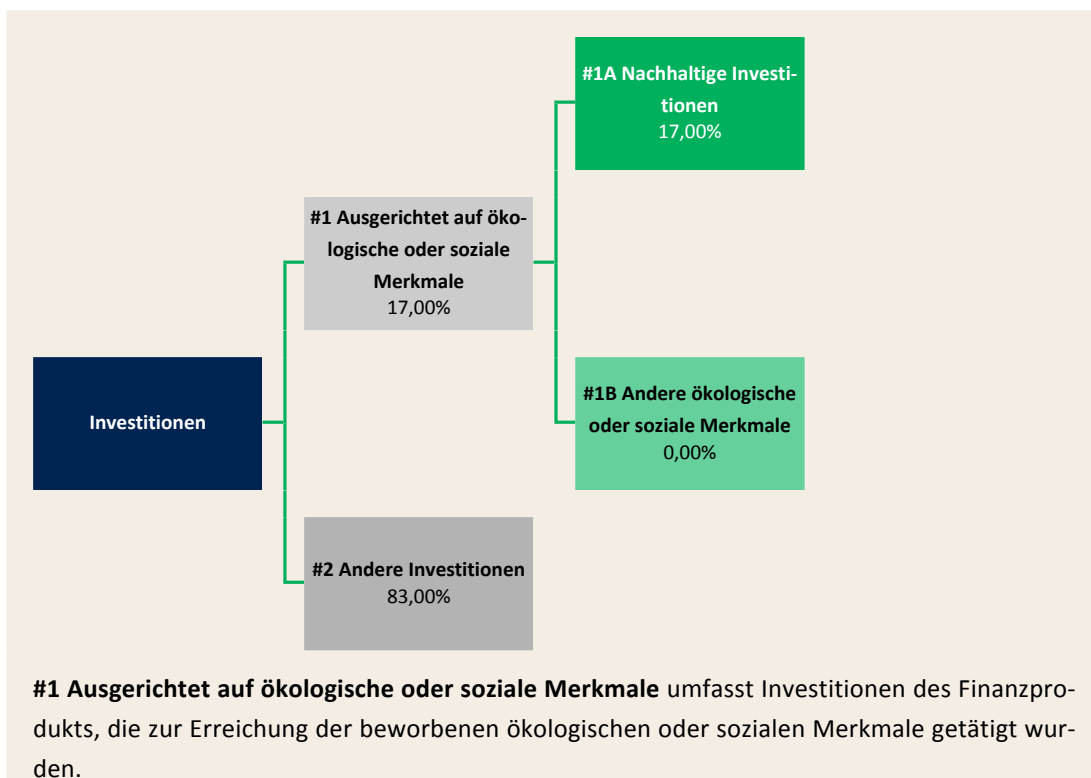 #1A Nachhaltige Investi-
tionen
17,00%
#1 Ausgerichtet auf öko-
logische oder soziale
Merkmale
17,00%
Investitionen
#1B Andere ökologische
oder soziale Merkmale
0,00%
#2 Andere Investitionen
83,00%
#1 Ausgerichtet auf ökologische oder soziale Merkmale umfasst Investitionen des Finanzpro-
dukts, die zur Erreichung der beworbenen ökologischen oder sozialen Merkmale getätigt wur-
den.